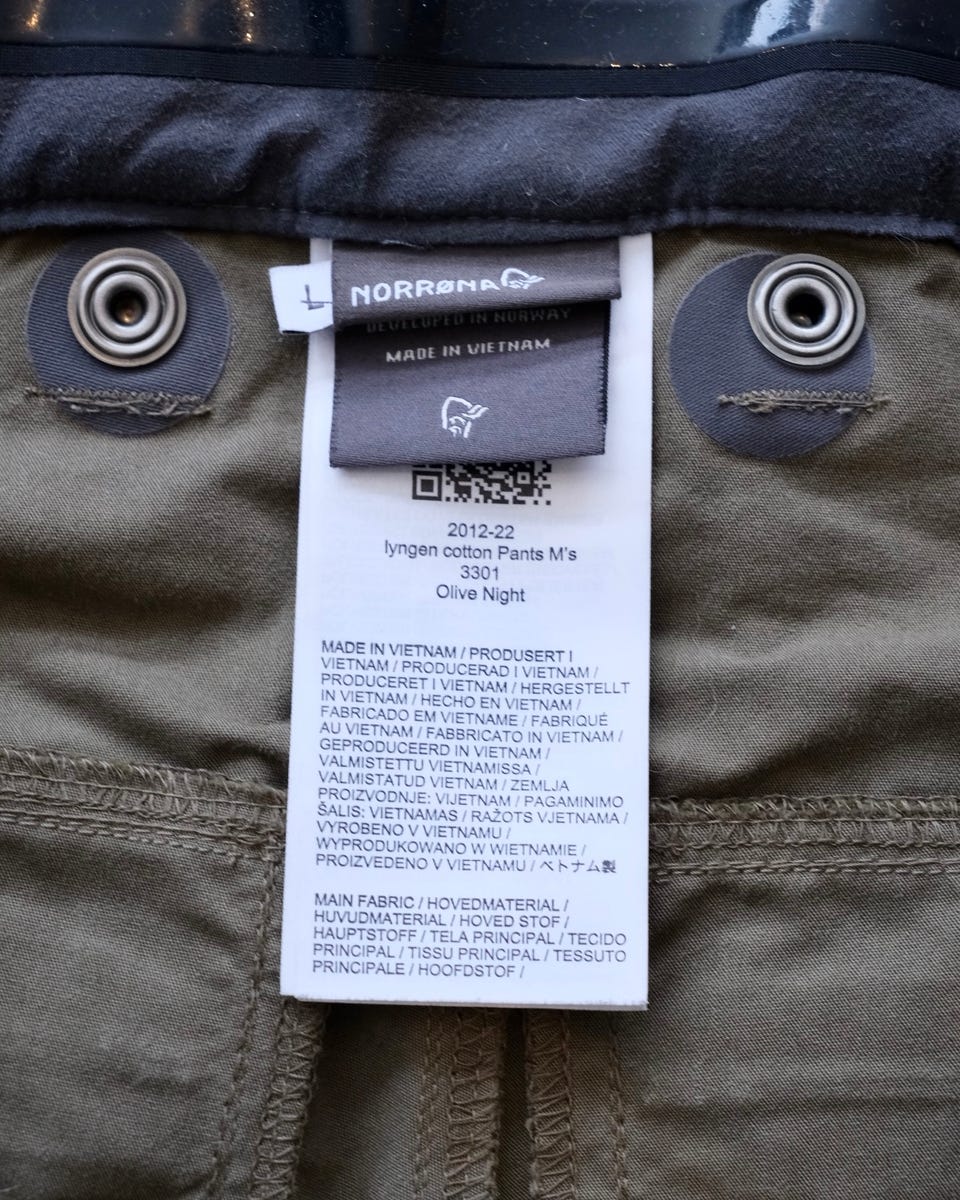 L
NORRØNA
DEVELOPED IN NORWAY
MADE IN VIETNAM
2012-22
lyngen cotton Pants M's
3301
Olive Night
MADE IN VIETNAM / PRODUSERT I
VIETNAM / PRODUCERAD I VIETNAM /
PRODUCERET I VIETNAM / HERGESTELLT
IN VIETNAM / HECHO EN VIETNAM /
FABRICADO EM VIETNAME / FABRIQUÉ
AU VIETNAM / FABBRICATO IN VIETNAM /
GEPRODUCEERD IN VIETNAM /
VALMISTETTU VIETNAMISSA /
VALMISTATUD VIETNAM / ZEMLJA
PROIZVODNJE: VIJETNAM / PAGAMINIMO
ŠALIS: VIETNAMAS / RAŽOTS VJETNAMA /
VYROBENO V VIETNAMU /
WYPRODUKOWANO W WIETNAMIE /
PROIZVEDENO V VIETNAMU / ベトナム製
MAIN FABRIC / HOVEDMATERIAL /
HUVUDMATERIAL / HOVED STOF /
HAUPTSTOFF / TELA PRINCIPAL / TECIDO
PRINCIPAL / TISSU PRINCIPAL / TESSUTO
PRINCIPALE / HOOFDSTOF /